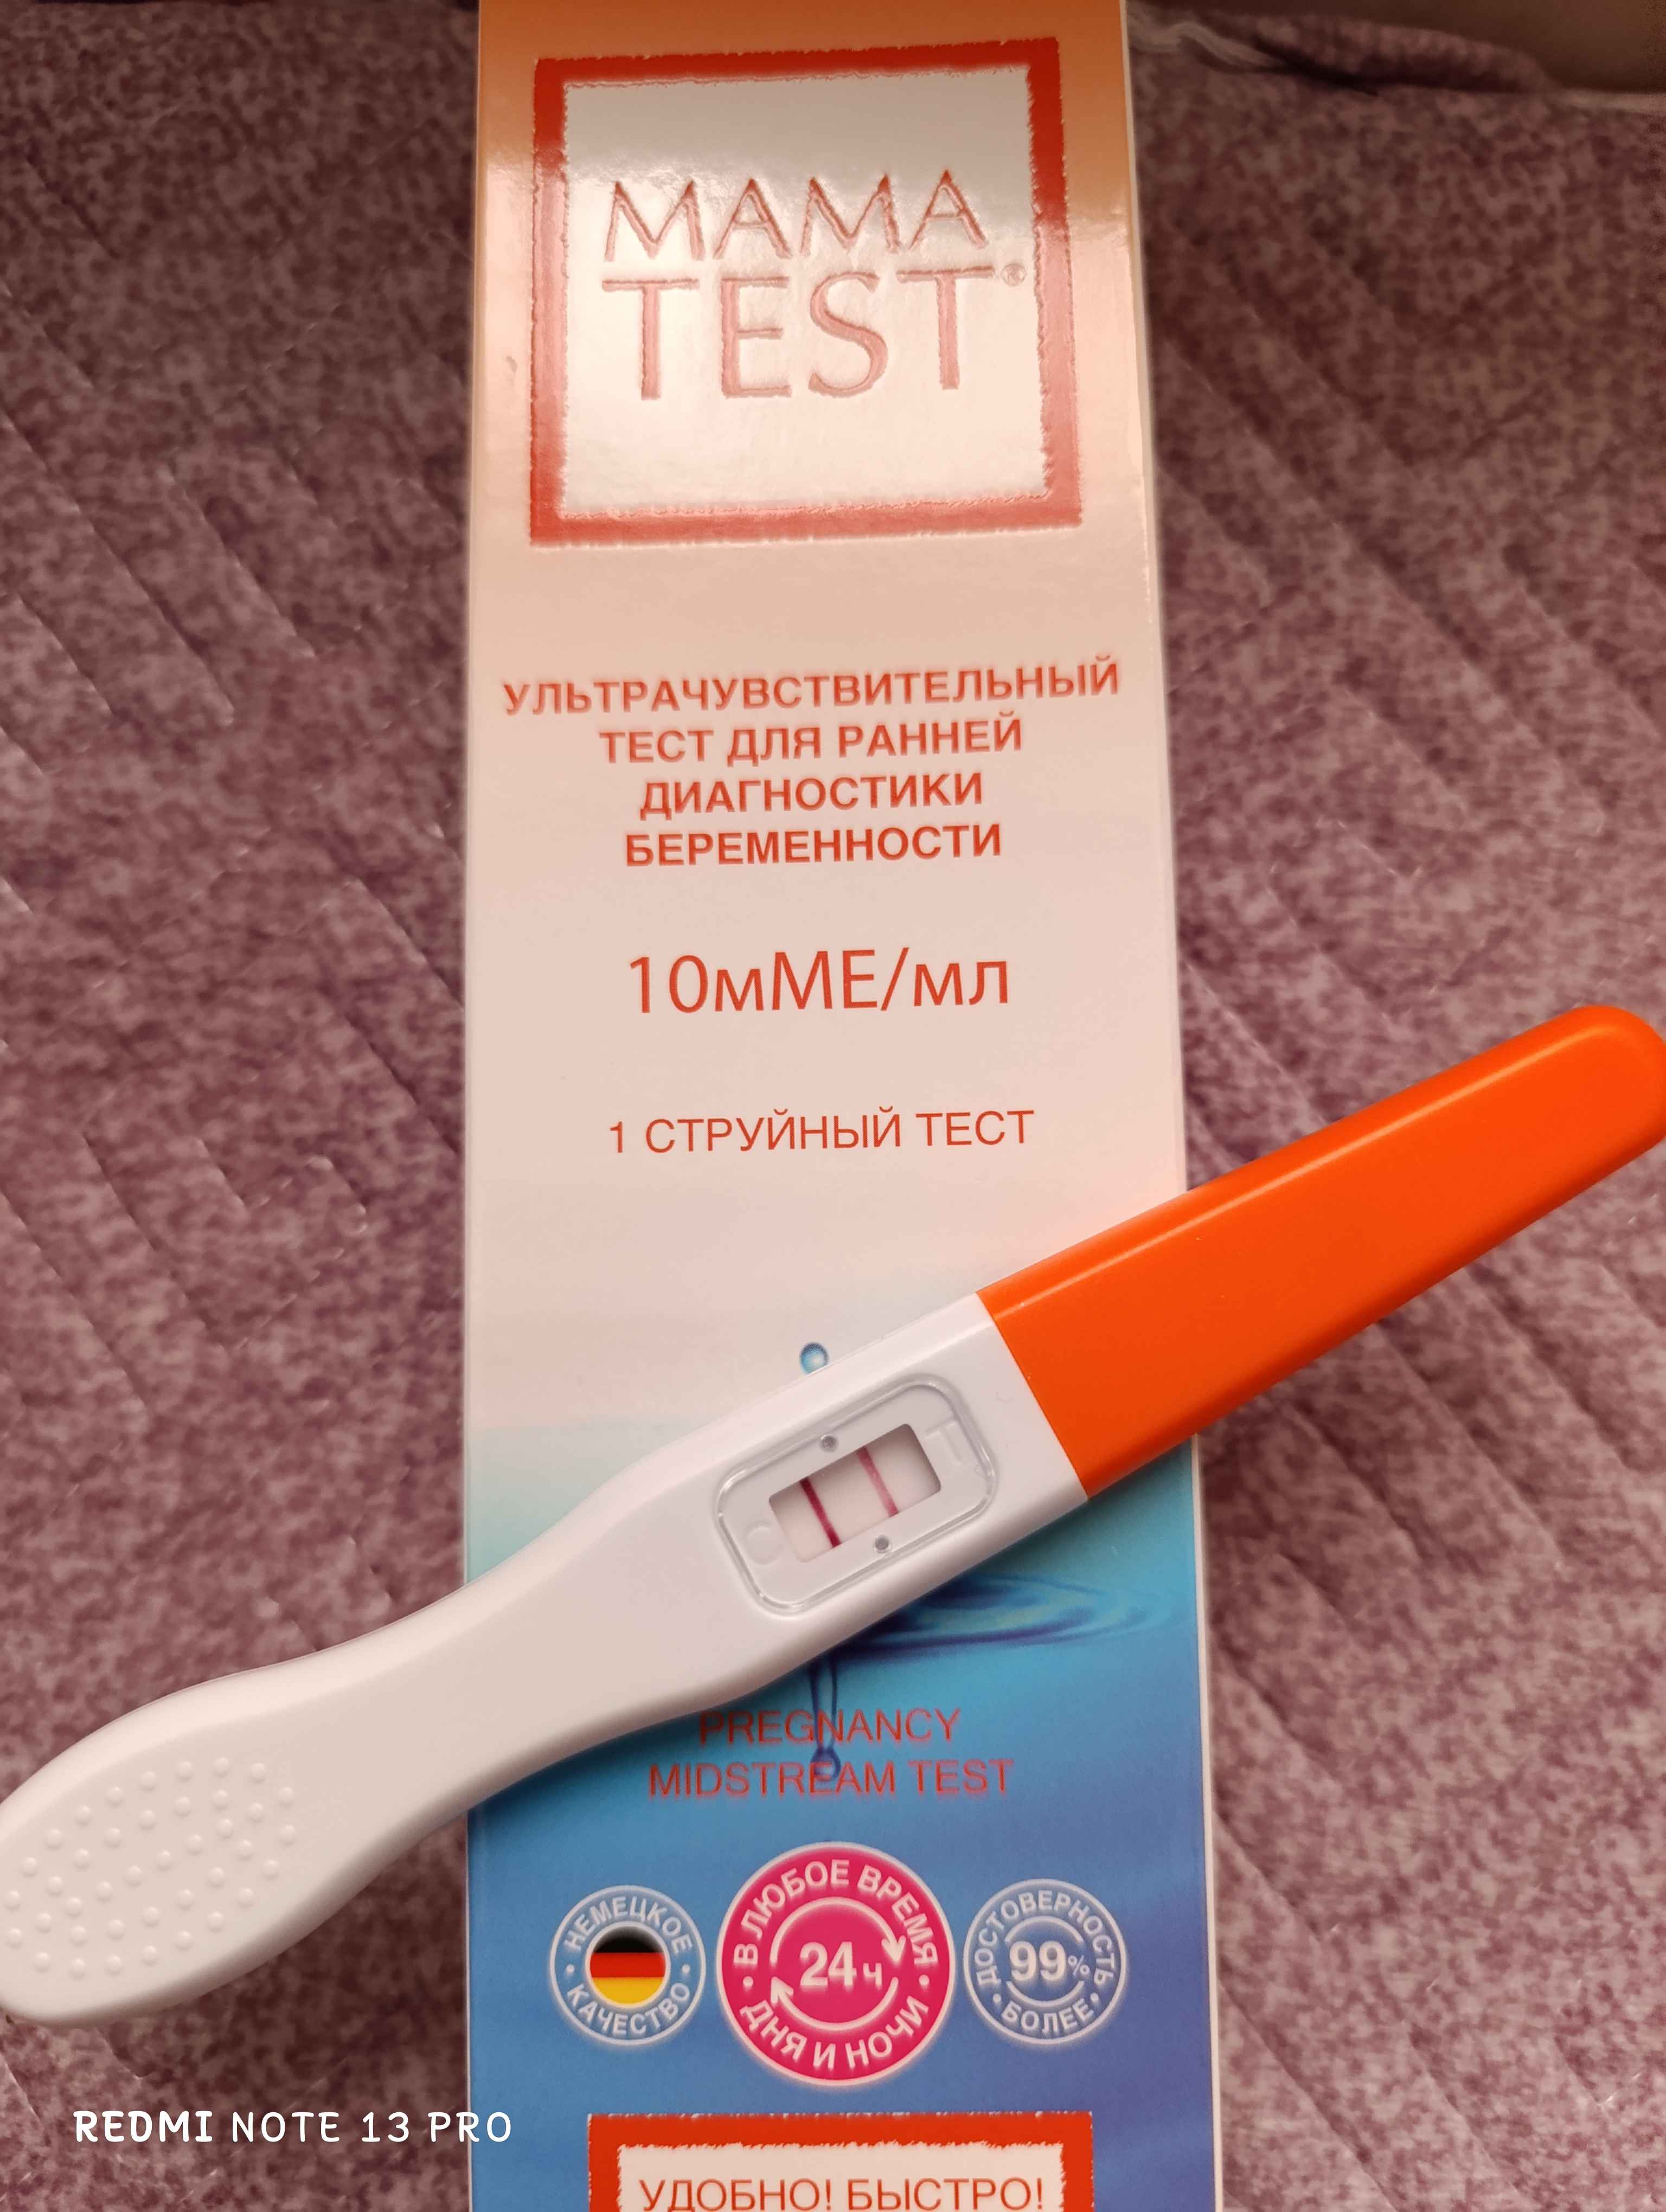 MAMA
TEST®
УЛЬТРАЧУВСТВИТЕЛЬНЫЙ
ТЕСТ ДЛЯ РАННЕЙ
ДИАГНОСТИКИ
БЕРЕМЕННОСТИ
10мМЕ/мл
1 СТРУЙНЫЙ ТЕСТ
T
C
PREGNANCY
MIDSTREAM TEST
НЕМЕЦКОЕ • КАЧЕСТВО •
В ЛЮБОЕ ВРЕМЯ • ДНЯ И НОЧИ •
24 ч
ДОСТОВЕРНОСТЬ • БОЛЕЕ •
99%
REDMI NOTE 13 PRO
УДОБНО! БЫСТРО!